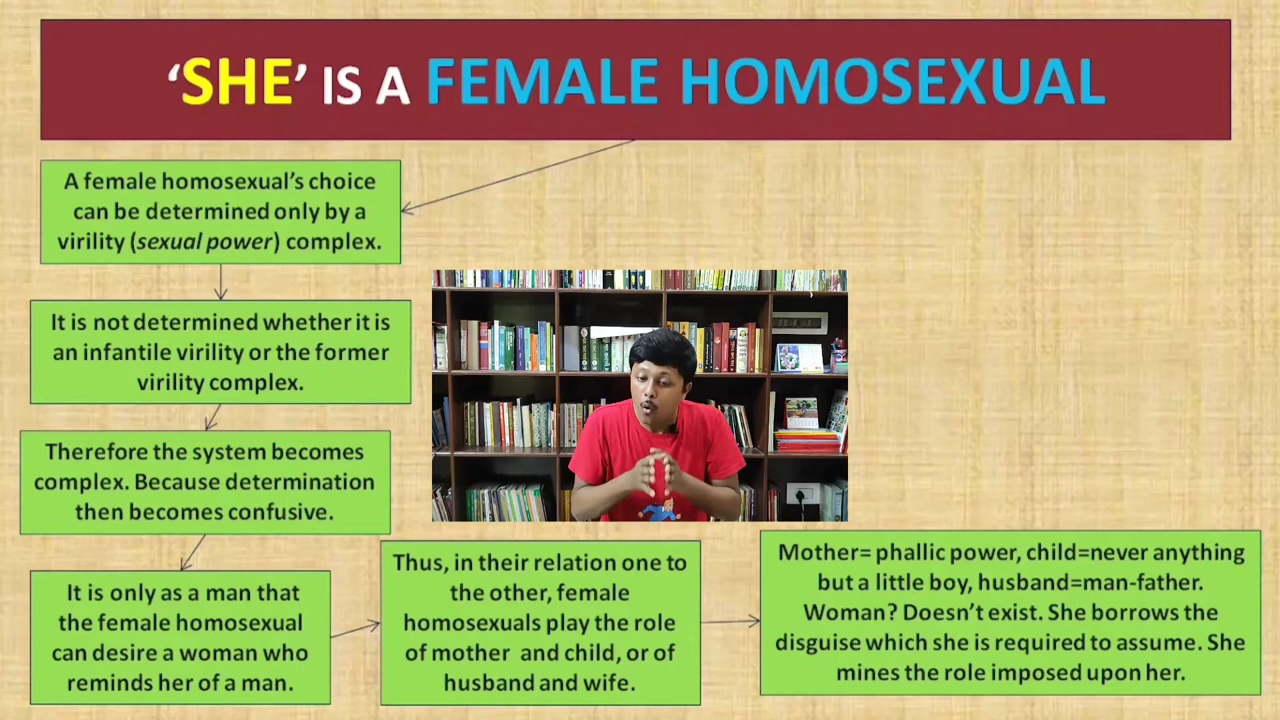 ‘SHE’ IS A FEMALE HOMOSEXUAL
A female homosexual’s choice
can be determined only by a
virility (sexual power) complex.
It is not determined whether it is
an infantile virility or the former
virility complex.
Therefore the system becomes
complex. Because determination
then becomes confusive.
It is only as a man that
the female homosexual
can desire a woman who
reminds her of a man.
Thus, in their relation one to
the other, female
homosexuals play the role
of mother and child, or of
husband and wife.
Mother= phallic power, child=never anything
but a little boy, husband=man-father.
Woman? Doesn’t exist. She borrows the
disguise which she is required to assume. She
mines the role imposed upon her.